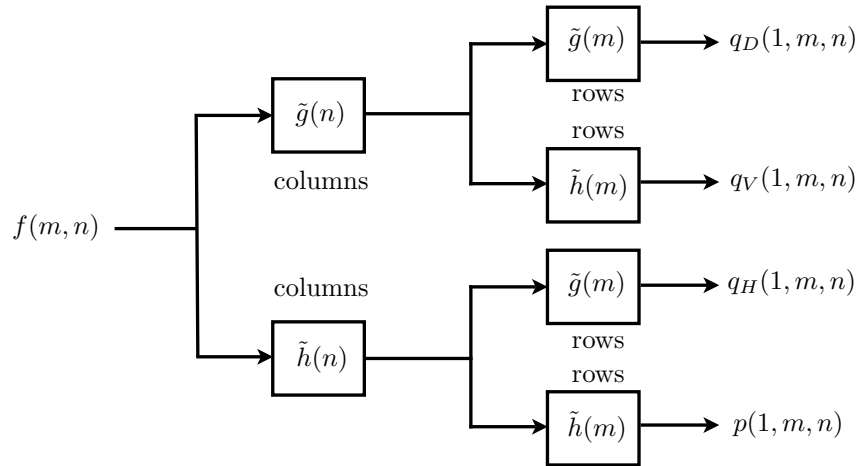 g̃(m)
q_D(1, m, n)
rows
g̃(n)
columns
rows
h̃(m)
q_V(1, m, n)
f(m, n)
columns
h̃(n)
g̃(m)
q_H(1, m, n)
rows
rows
h̃(m)
p(1, m, n)